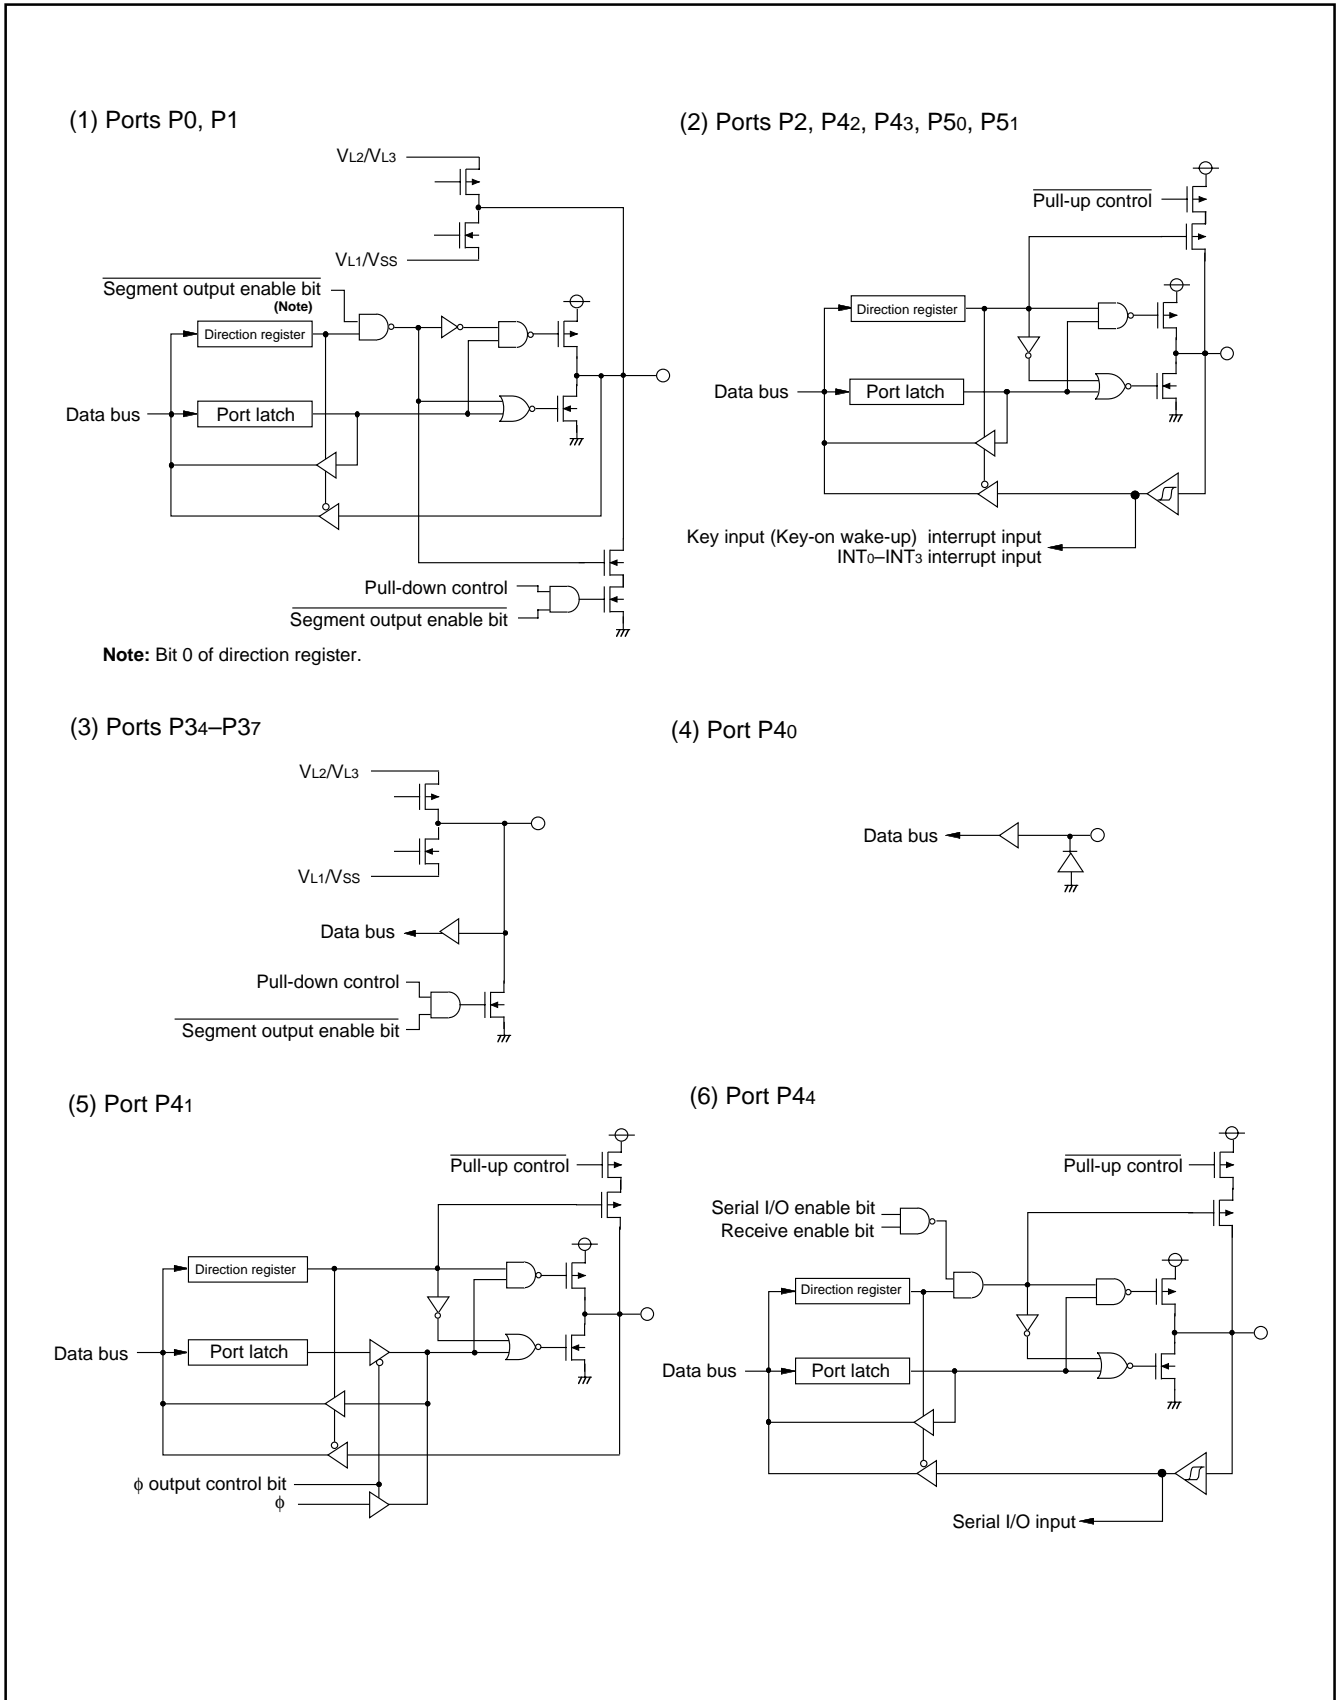 (1) Ports P0, P1
VL2/VL3
VL1/VSS
Segment output enable bit
(Note)
Direction register
Data bus
Port latch
Pull-down control
Segment output enable bit
Note: Bit 0 of direction register.
(2) Ports P2, P42, P43, P50, P51
Pull-up control
Direction register
Data bus
Port latch
Key input (Key-on wake-up) interrupt input
INT0–INT3 interrupt input
(3) Ports P34–P37
VL2/VL3
VL1/VSS
Data bus
Pull-down control
Segment output enable bit
(4) Port P40
Data bus
(5) Port P41
Pull-up control
Direction register
Data bus
Port latch
ϕ output control bit
ϕ
(6) Port P44
Pull-up control
Serial I/O enable bit
Receive enable bit
Direction register
Data bus
Port latch
Serial I/O input